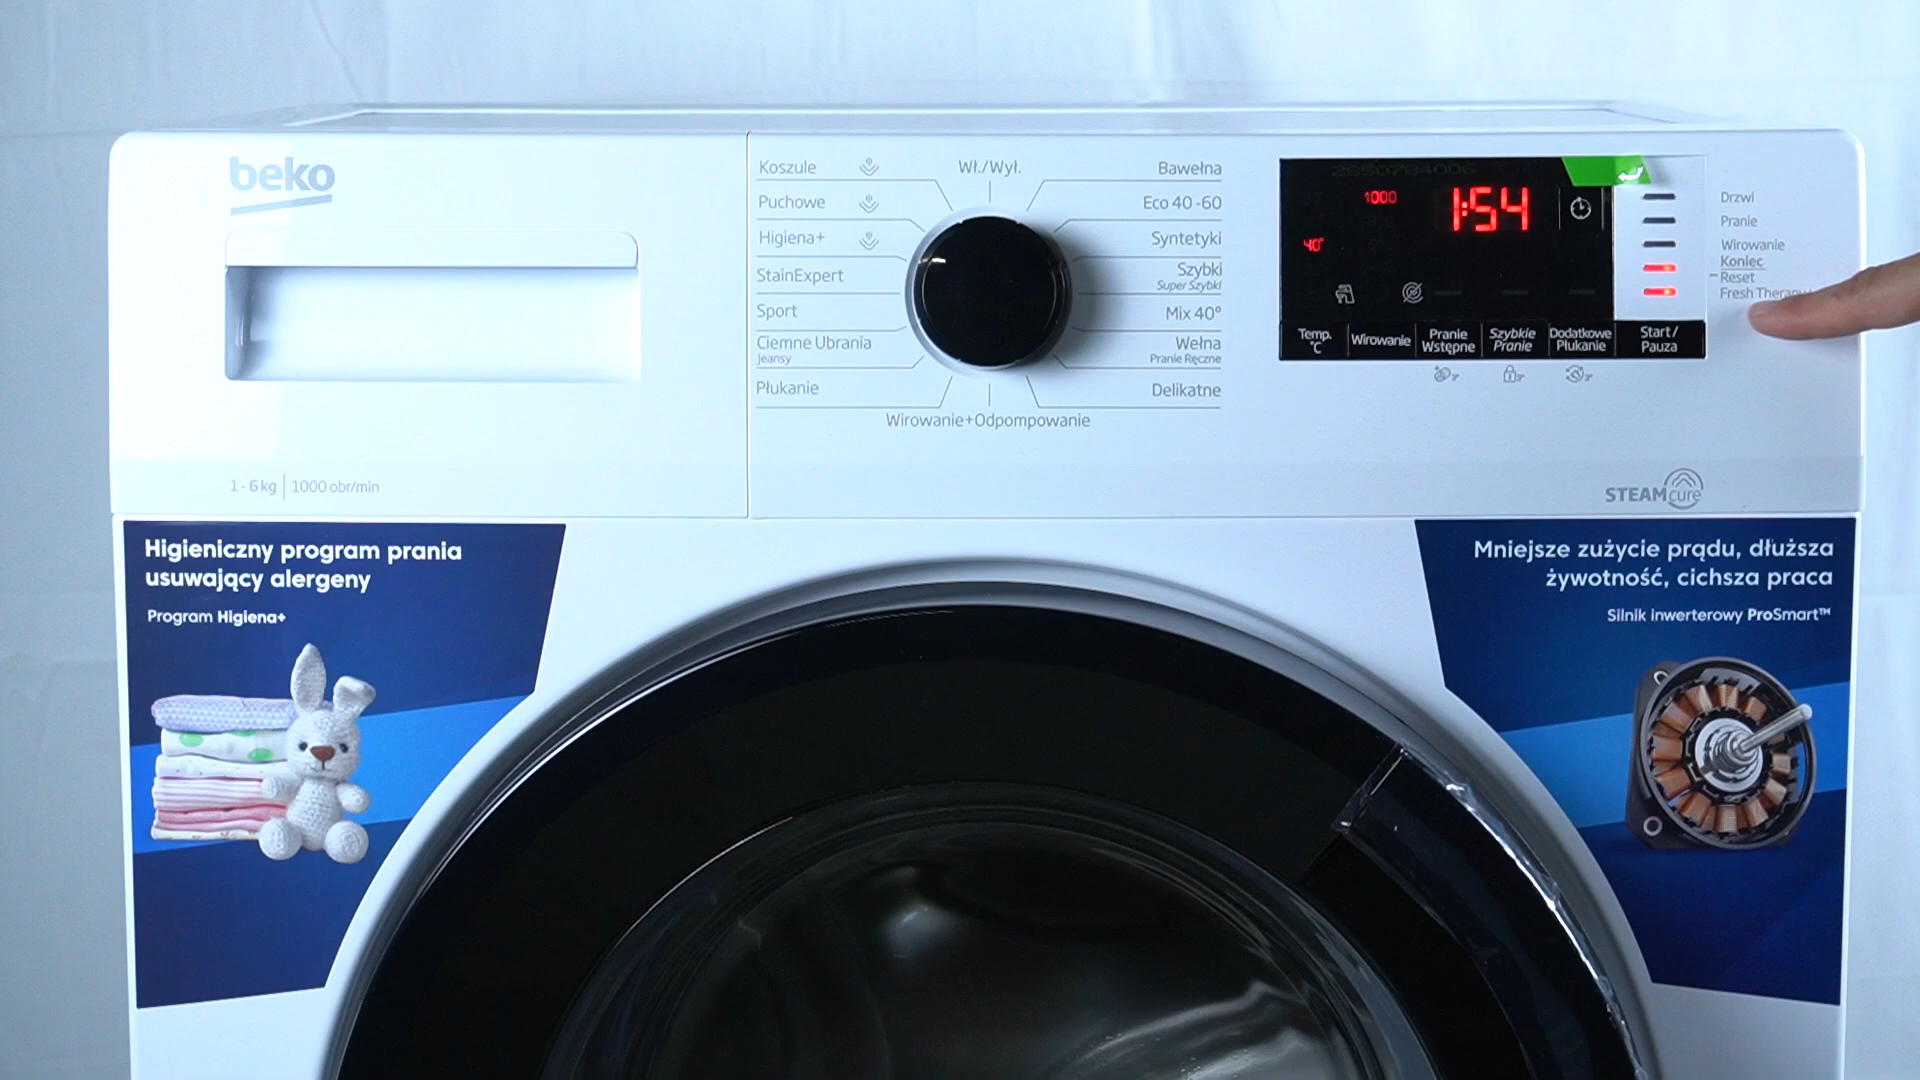 beko
1 - 6 kg | 1000 obr/min
Koszule
Puchowe
Higiena+
StainExpert
Sport
Ciemne Ubrania
Jeansy
Płukanie
Wł./Wył.
Wirowanie+Odpompowanie
Bawełna
Eco 40 -60
Syntetyki
Szybki
Super Szybki
Mix 40°
Wełna
Pranie Ręczne
Delikatne
1000
1:54
40°
Temp. °C
Wirowanie
Pranie Wstępne
Szybkie Pranie
Dodatkowe Płukanie
Start / Pauza
Drzwi
Pranie
Wirowanie
Koniec
Reset
Fresh Therapy+
STEAMcure
Higieniczny program prania
usuwający alergeny
Program Higiena+
Mniejsze zużycie prądu, dłuższa
żywotność, cichsza praca
Silnik inwerterowy ProSmart™